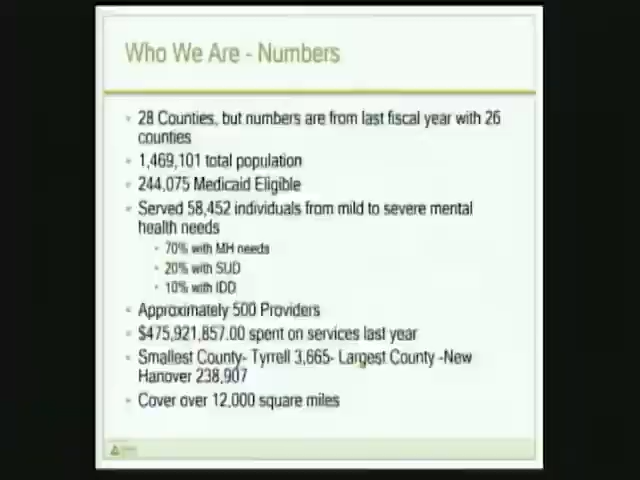 Who We Are - Numbers
28 Counties, but numbers are from last fiscal year with 26
counties
1,469,101 total population
244,075 Medicaid Eligible
Served 58,452 individuals from mild to severe mental
health needs
70% with MH needs
20% with SUD
10% with IDD
Approximately 500 Providers
$475,921,857.00 spent on services last year
Smallest County- Tyrrell 3,665- Largest County -New
Hanover 238,907
Cover over 12,000 square miles